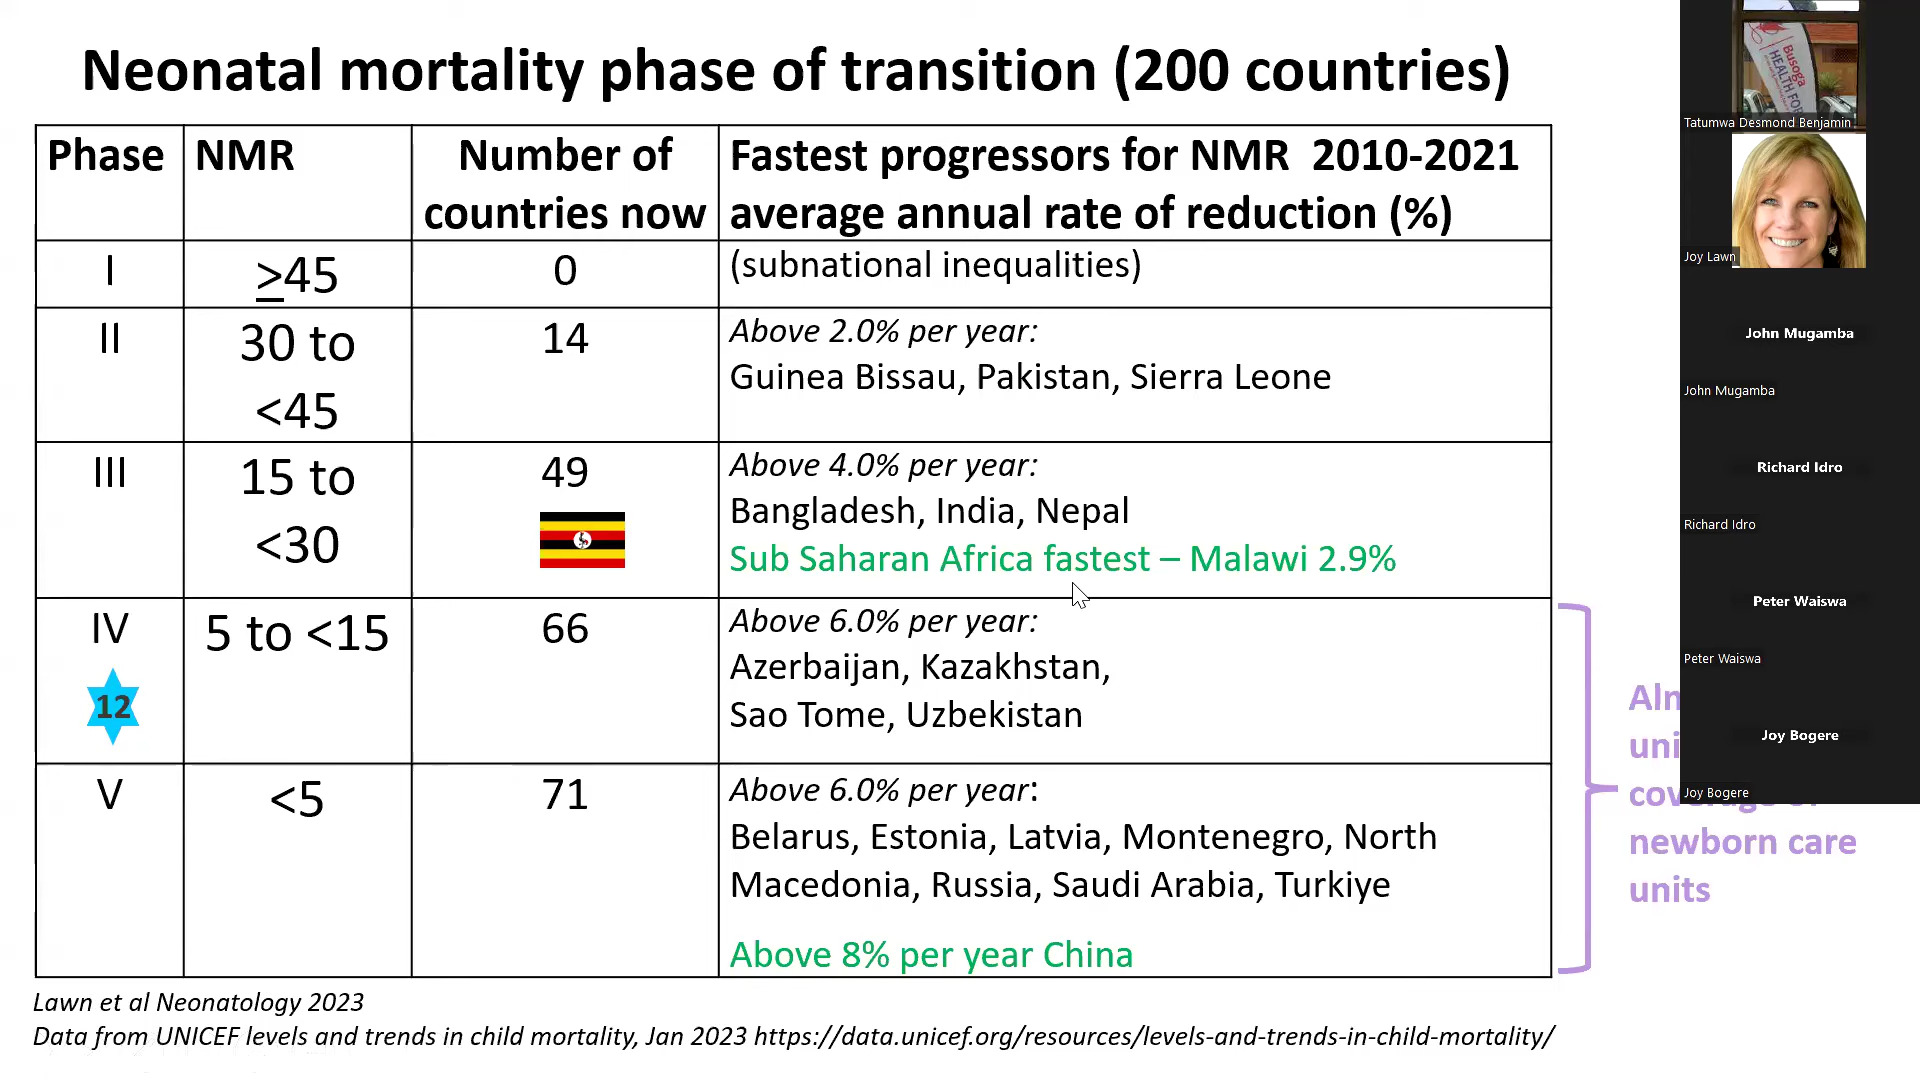 Neonatal mortality phase of transition (200 countries)
Phase
NMR
Number of
countries now
Fastest progressors for NMR 2010-2021
average annual rate of reduction (%)
I
≥45
0
(subnational inequalities)
II
30 to
<45
14
Above 2.0% per year:
Guinea Bissau, Pakistan, Sierra Leone
III
15 to
<30
49
Above 4.0% per year:
Bangladesh, India, Nepal
Sub Saharan Africa fastest – Malawi 2.9%
IV
12
5 to <15
66
Above 6.0% per year:
Azerbaijan, Kazakhstan,
Sao Tome, Uzbekistan
V
<5
71
Above 6.0% per year:
Belarus, Estonia, Latvia, Montenegro, North
Macedonia, Russia, Saudi Arabia, Turkiye
Above 8% per year China
newborn care
units
Lawn et al Neonatology 2023
Data from UNICEF levels and trends in child mortality, Jan 2023 https://data.unicef.org/resources/levels-and-trends-in-child-mortality/
Busoga
HEALTH
Tatumwa Desmond Benjamin
Joy Lawn
John Mugamba
John Mugamba
Richard Idro
Richard Idro
Peter Waiswa
Peter Waiswa
Joy Bogere
Joy Bogere